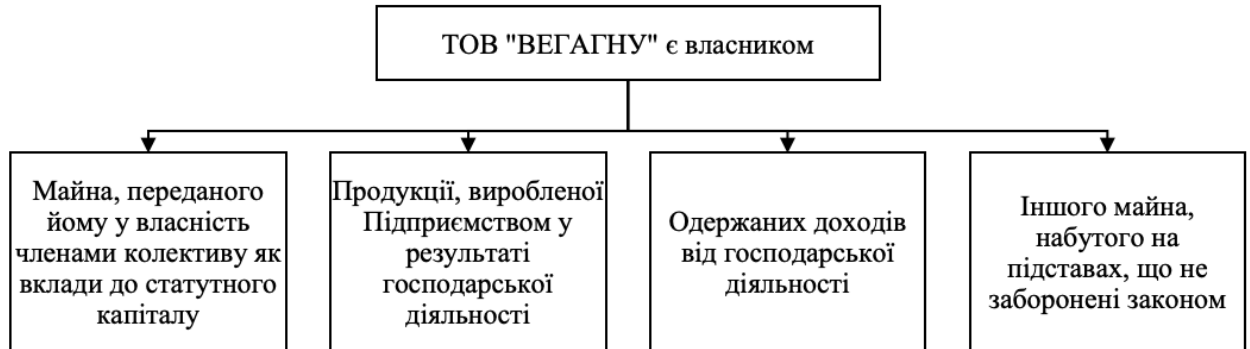 ТОВ "ВЕГАГНУ" є власником
Майна, переданого
йому у власність
членами колективу як
вклади до статутного
капіталу
Продукції, виробленої
Підприємством у
результаті
господарської
діяльності
Одержаних доходів
від господарської
діяльності
Іншого майна,
набутого на
підставах, що не
заборонені законом